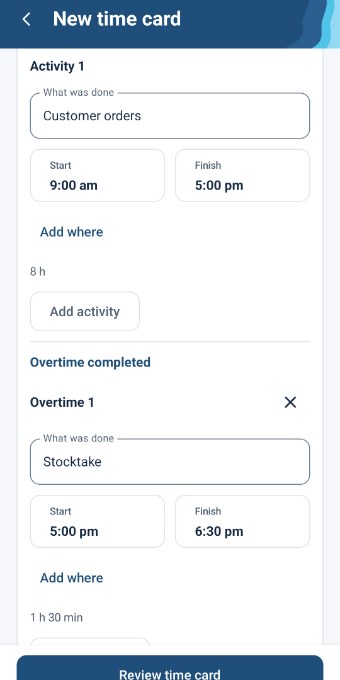 New time card
Activity 1
What was done
Customer orders
Start
9:00 am
Finish
5:00 pm
Add where
8 h
Add activity
Overtime completed
Overtime 1
What was done
Stocktake
Start
5:00 pm
Finish
6:30 pm
Add where
1 h 30 min
Review time card